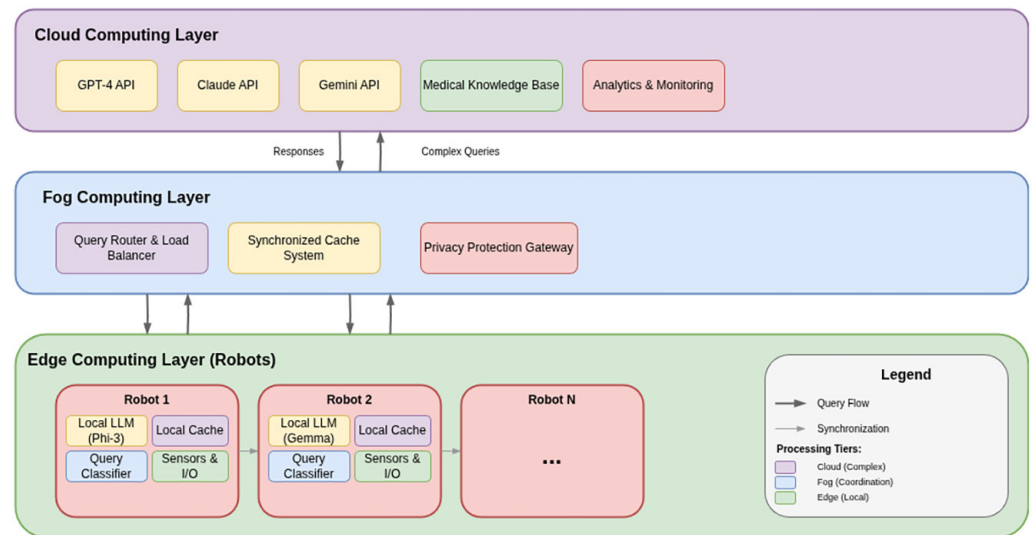 Cloud Computing Layer
GPT-4 API
Claude API
Gemini API
Medical Knowledge Base
Analytics & Monitoring
Responses
Complex Queries
Fog Computing Layer
Query Router & Load
Balancer
Synchronized Cache
System
Privacy Protection Gateway
Edge Computing Layer (Robots)
Robot 1
Local LLM
(Phi-3)
Local Cache
Query
Classifier
Sensors &
I/O
Robot 2
Local LLM
(Gemma)
Local Cache
Query
Classifier
Sensors &
I/O
Robot N
...
Legend
Query Flow
Synchronization
Processing Tiers:
Cloud (Complex)
Fog (Coordination)
Edge (Local)